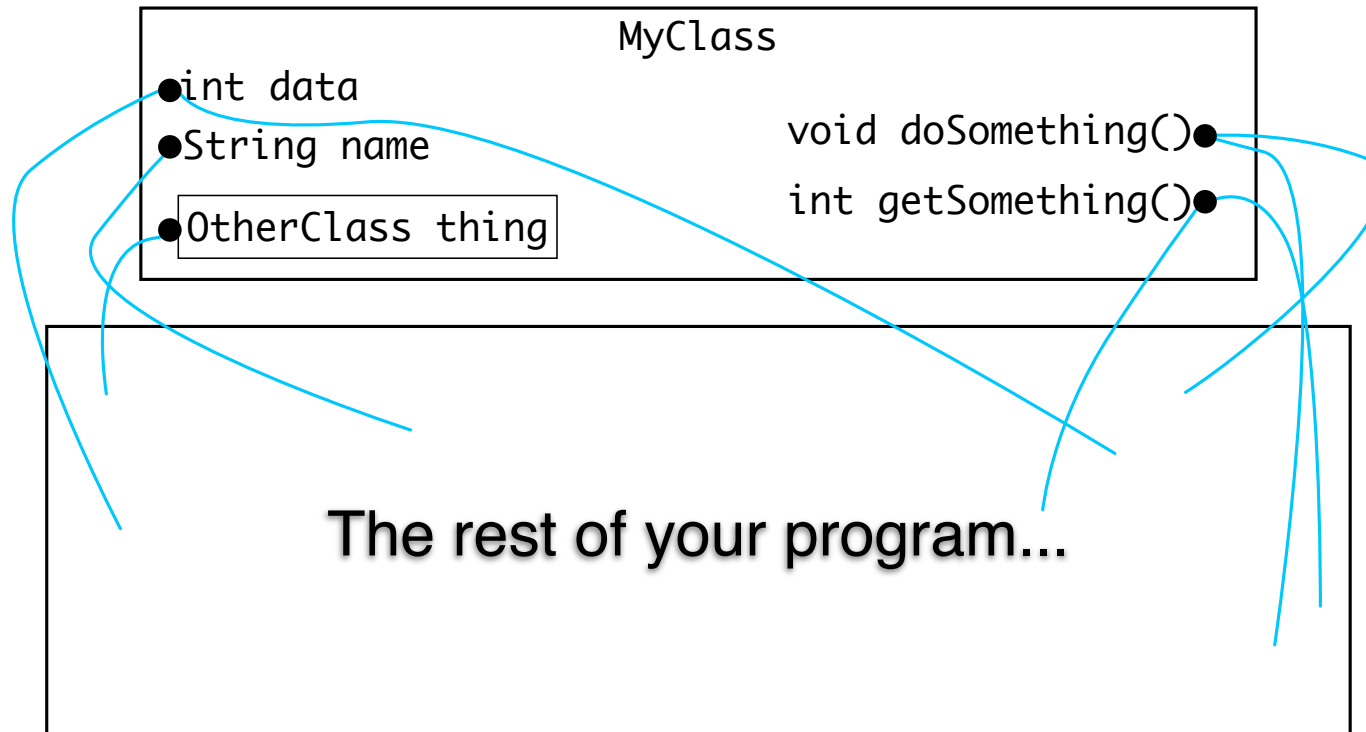 MyClass
int data
String name
OtherClass thing
void doSomething()
int getSomething()
The rest of your program...